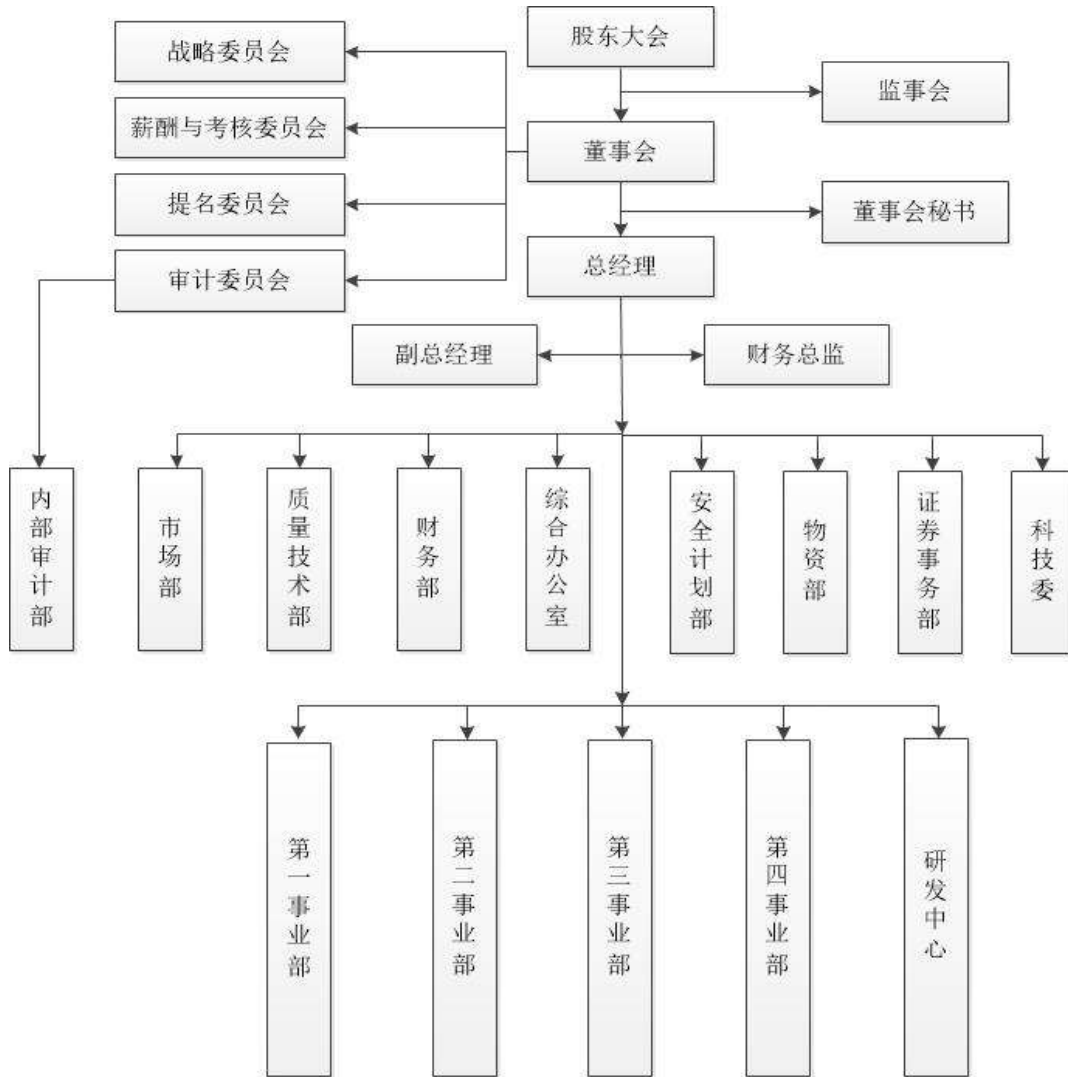 股东大会
战略委员会
监事会
薪酬与考核委员会
董事会
提名委员会
董事会秘书
审计委员会
总经理
副总经理
财务总监
内部审计部
市场部
质量技术部
财务部
综合办公室
安全计划部
物资部
证券事务部
科技委
第一事业部
第二事业部
第三事业部
第四事业部
研发中心